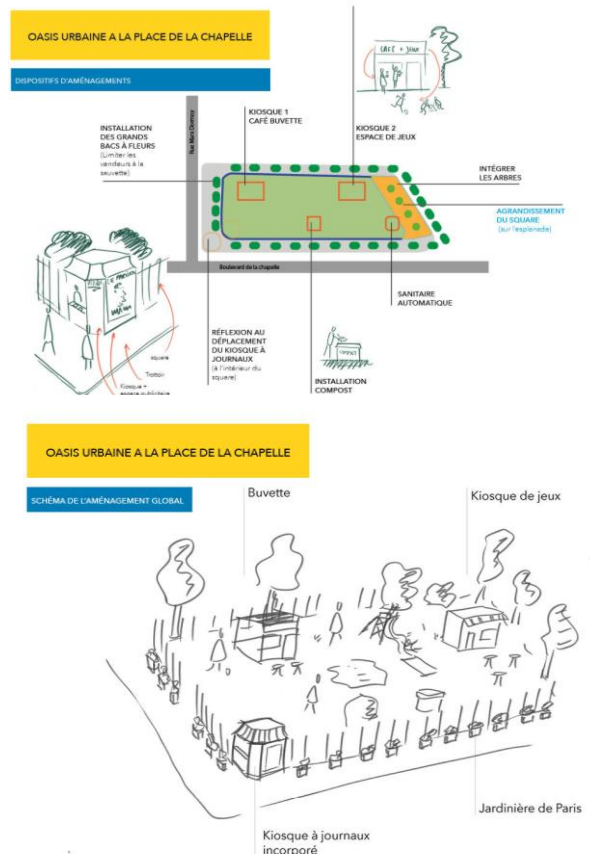 OASIS URBAINE A LA PLACE DE LA CHAPELLE
DISPOSITIFS D'AMÉNAGEMENTS
CAFÉ + JEUX
INSTALLATION
DES GRANDS
BACS À FLEURS
(Limiter les
vendeurs à la
sauvette)
Rue Marx Dormoy
KIOSQUE 1
CAFÉ BUVETTE
KIOSQUE 2
ESPACE DE JEUX
INTÉGRER
LES ARBRES
AGRANDISSEMENT
DU SQUARE
(sur l'esplanade)
Boulevard de la chapelle
SANITAIRE
AUTOMATIQUE
RÉFLEXION AU
DÉPLACEMENT
DU KIOSQUE À
JOURNAUX
(à l'intérieur du
square)
COMPOST
INSTALLATION
COMPOST
square
Trottoir
Kiosque +
espace publicitaire
OASIS URBAINE A LA PLACE DE LA CHAPELLE
SCHÉMA DE L'AMÉNAGEMENT GLOBAL
Buvette
Kiosque de jeux
Jardinière de Paris
Kiosque à journaux
incorporé